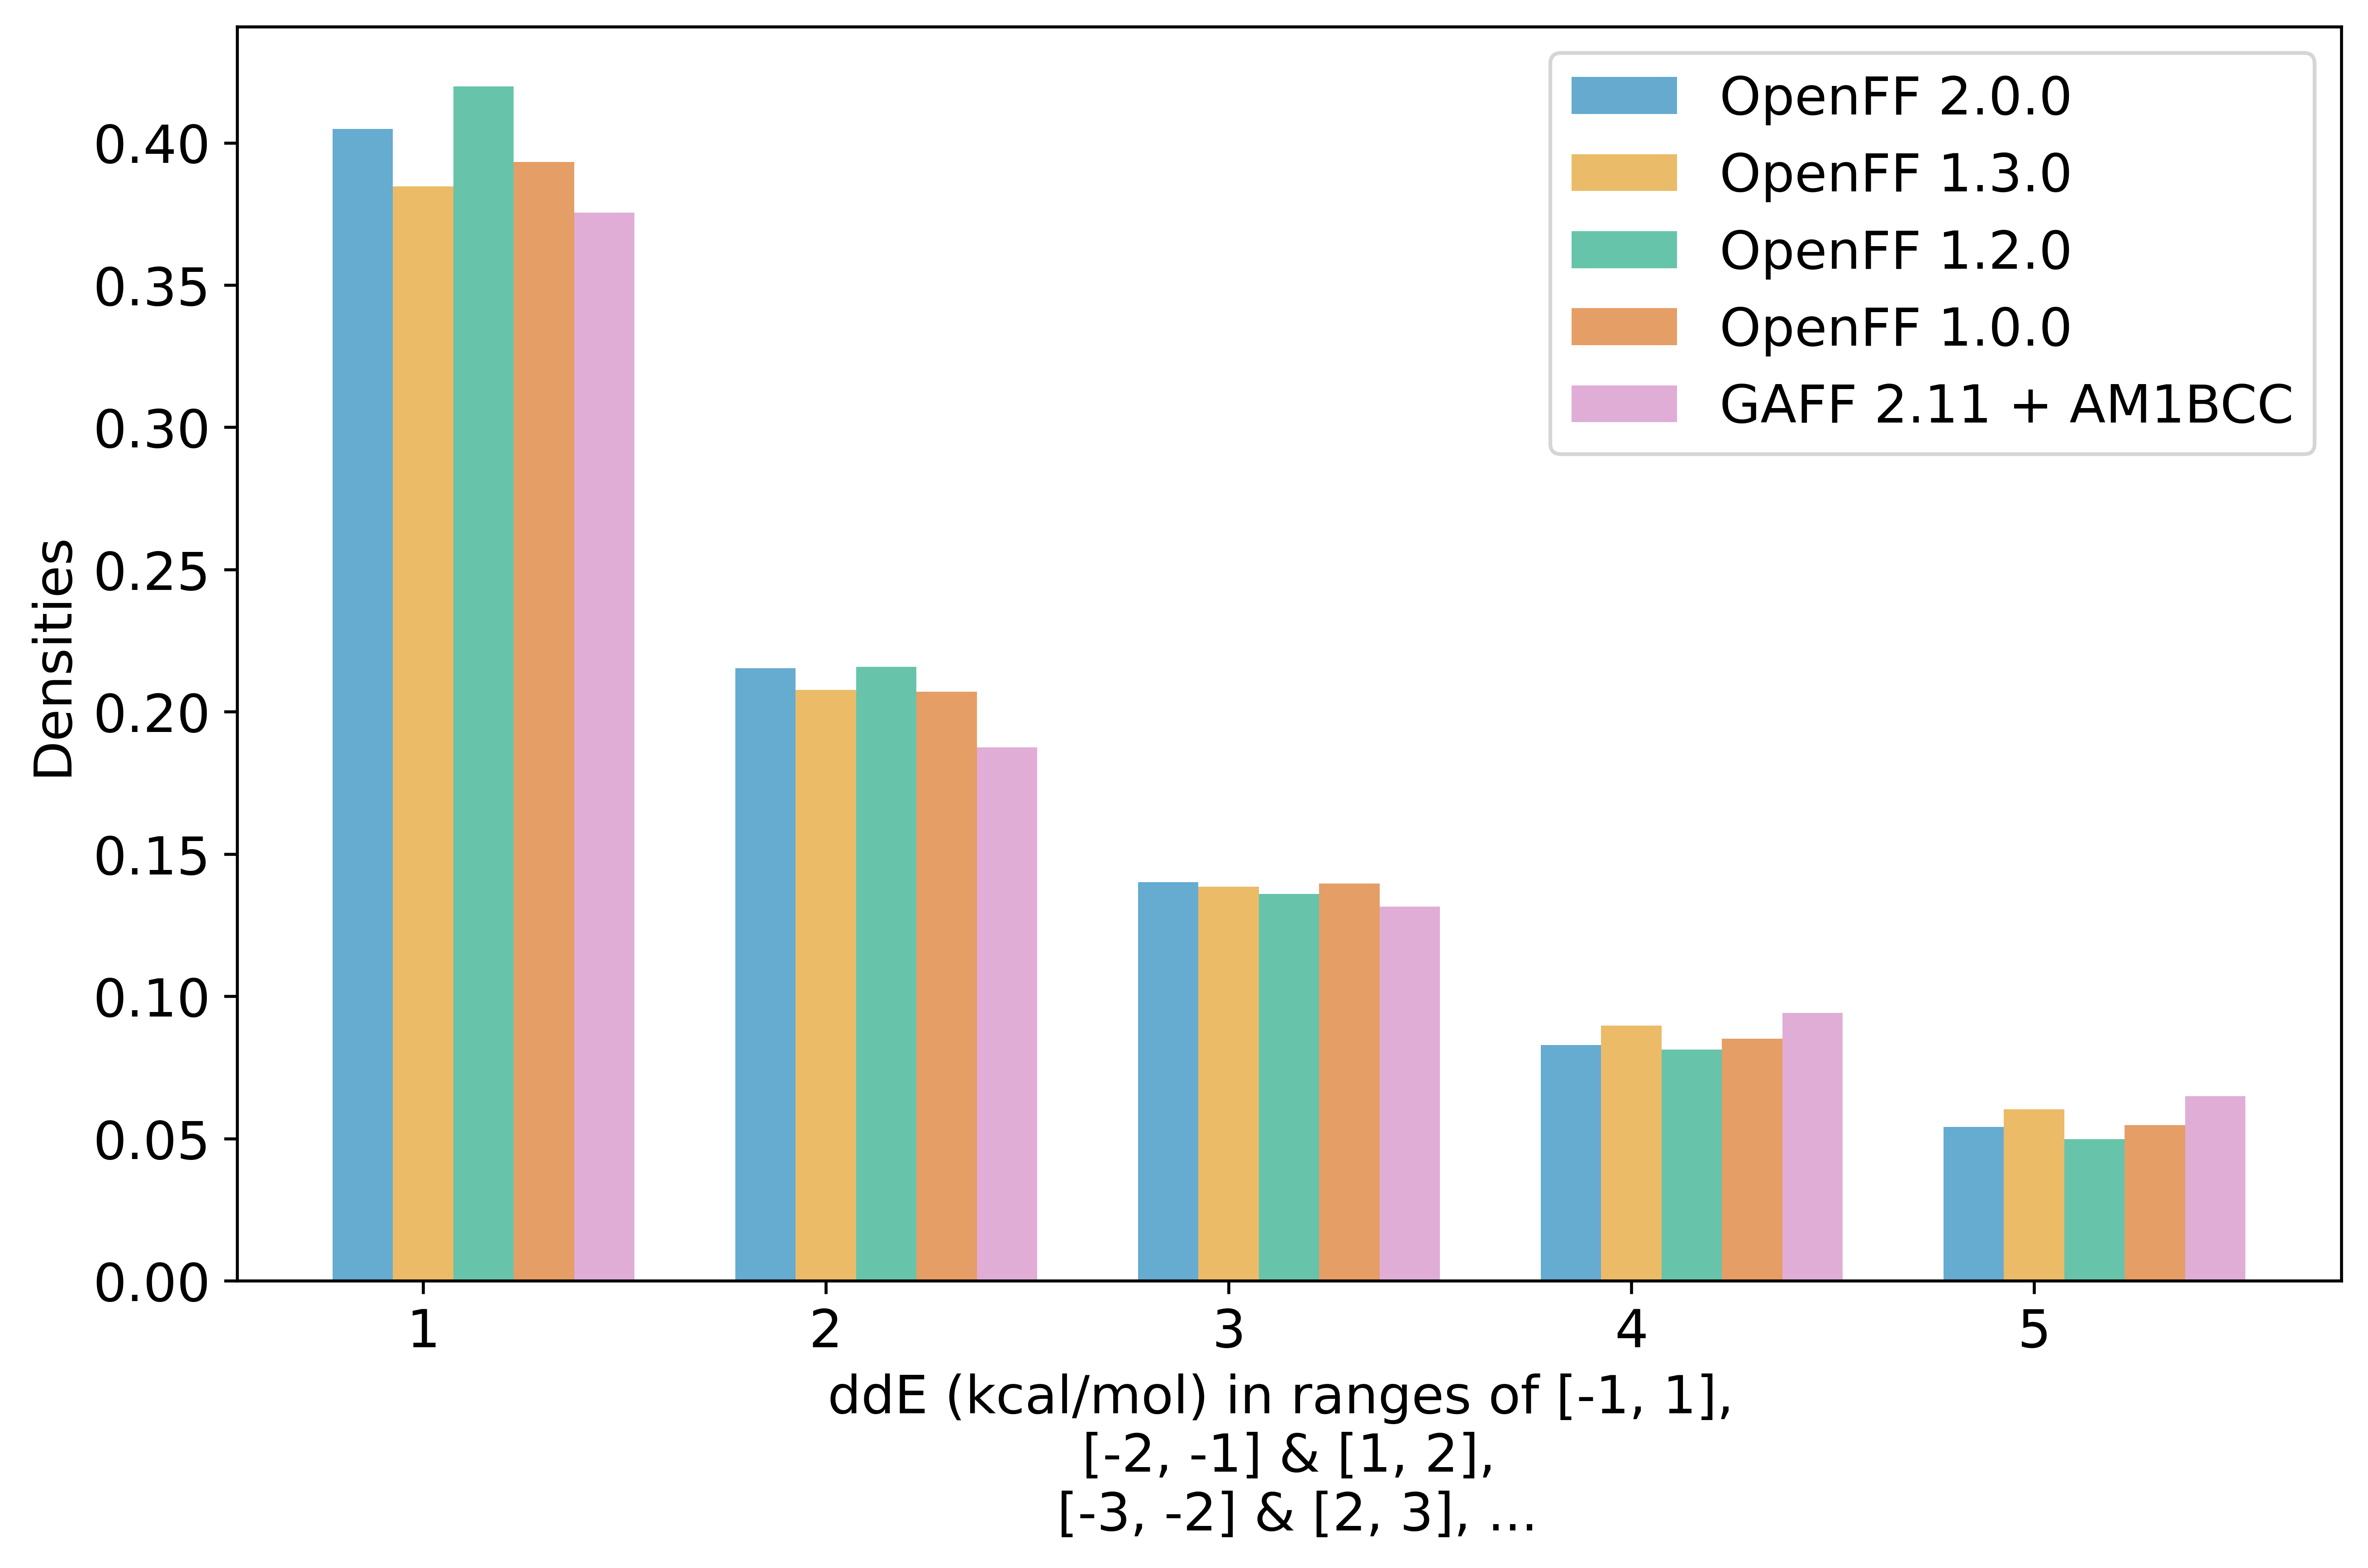 OpenFF 2.0.0
OpenFF 1.3.0
OpenFF 1.2.0
OpenFF 1.0.0
GAFF 2.11 + AM1BCC
Densities
0.40
0.35
0.30
0.25
0.20
0.15
0.10
0.05
0.00
1 2 3 4 5
ddE (kcal/mol) in ranges of [-1, 1],
[-2, -1] & [1, 2],
[-3, -2] & [2, 3], ...